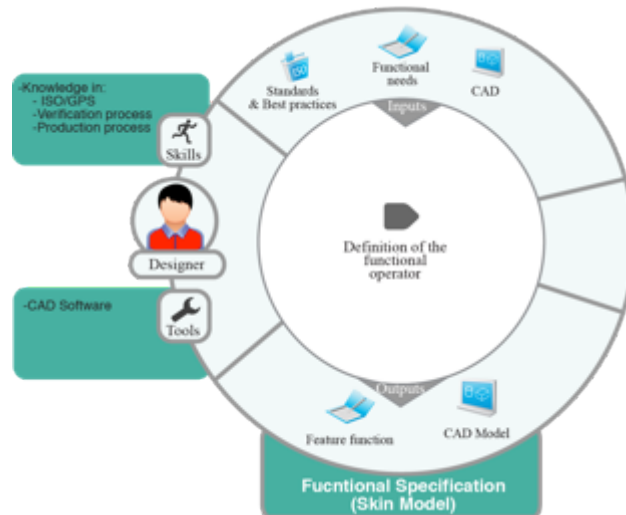 -Knowledge in:
- ISO/GPS
-Verification process
-Production process
Skills
Designer
-CAD Software
Tools
ISO
Standards
& Best practices
Functional
needs
CAD
Inputs
Definition of the
functional
operator
Outputs
Feature function
CAD Model
Fucntional Specification
(Skin Model)